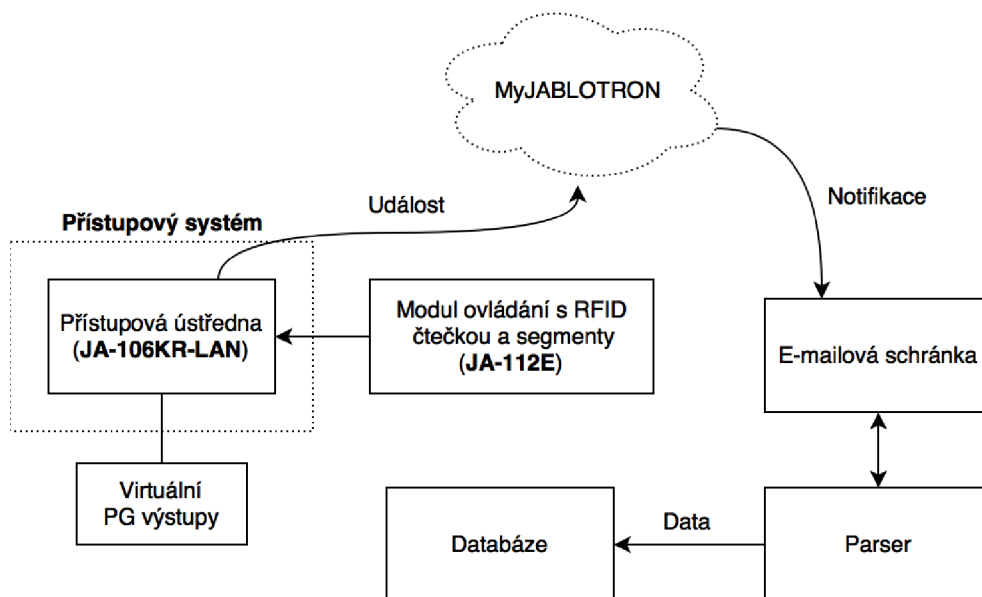 MyJABLOTRON
Událost
Notifikace
Přístupový systém
Přístupová ústředna
(JA-106KR-LAN)
Modul ovládání s RFID
čtečkou a segmenty
(JA-112E)
E-mailová schránka
Virtuální
PG výstupy
Databáze
Data
Parser